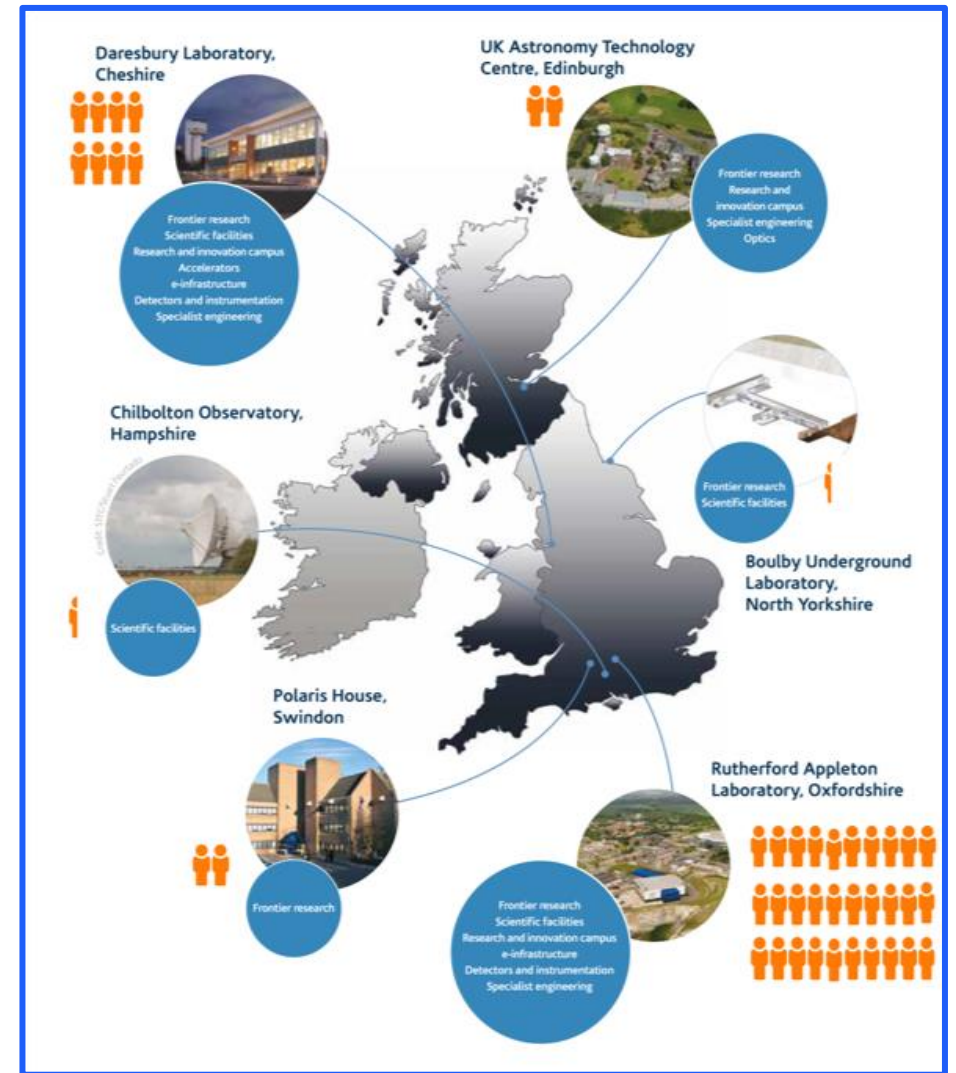 Daresbury Laboratory,
Cheshire
Frontier research
Scientific facilities
Research and innovation campus
Accelerators
e-infrastructure
Detectors and instrumentation
Specialist engineering
UK Astronomy Technology
Centre, Edinburgh
Frontier research
Research and
innovation campus
Specialist engineering
Optics
Chilbolton Observatory,
Hampshire
Scientific facilities
Frontier research
Scientific facilities
Boulby Underground
Laboratory,
North Yorkshire
Polaris House,
Swindon
Frontier research
Rutherford Appleton
Laboratory, Oxfordshire
Frontier research
Scientific facilities
Research and innovation campus
e-infrastructure
Detectors and instrumentation
Specialist engineering